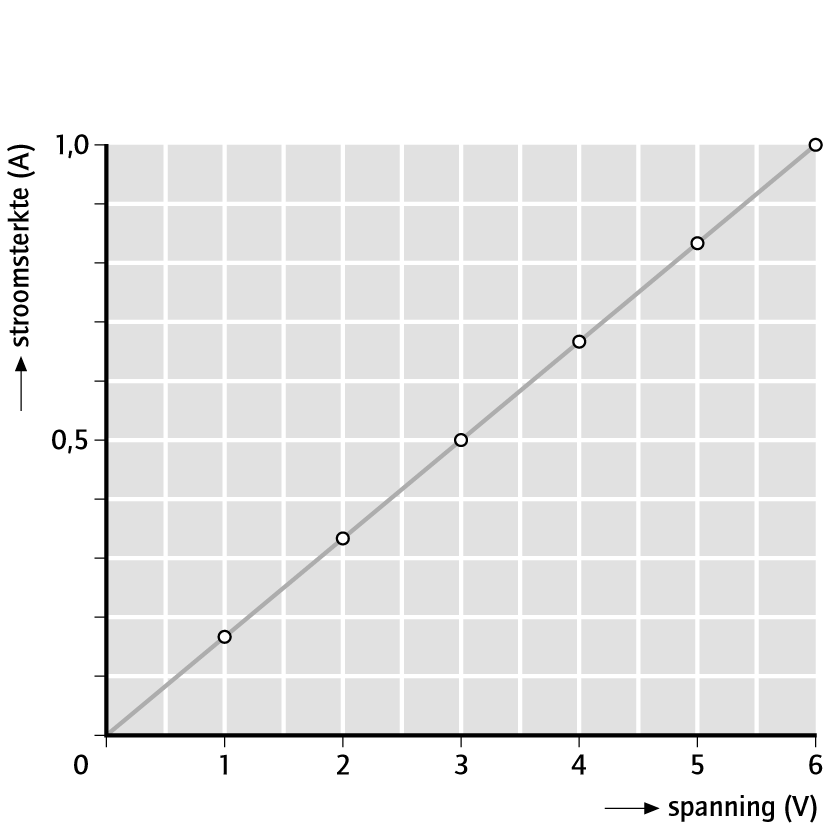 1,0
stroomsterkte (A)
0,5
0 1 2 3 4 5 6
spanning (V)